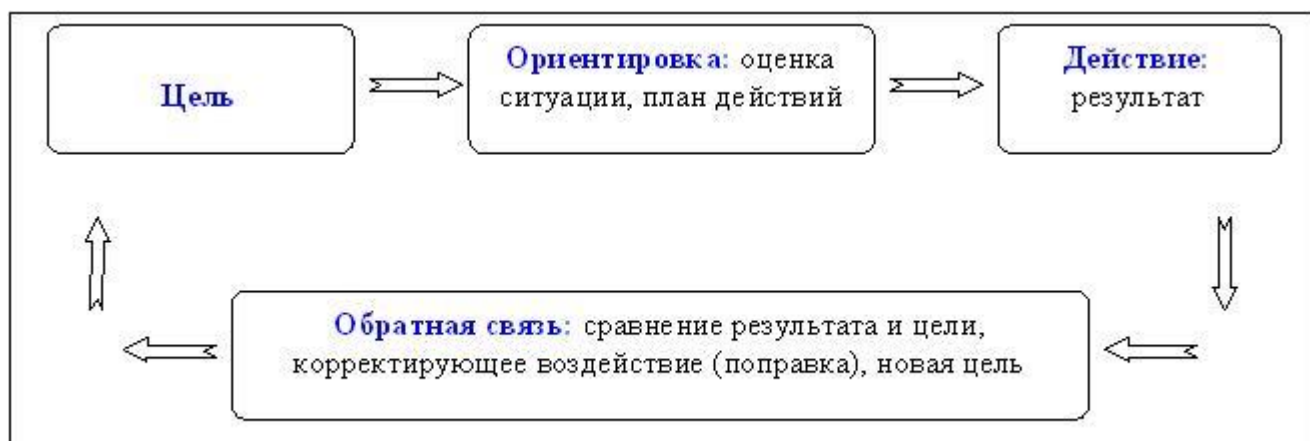 Цель
Ориентировка: оценка
ситуации, план действий
Действие:
результат
Обратная связь: сравнение результата и цели,
корректирующее воздействие (поправка), новая цель